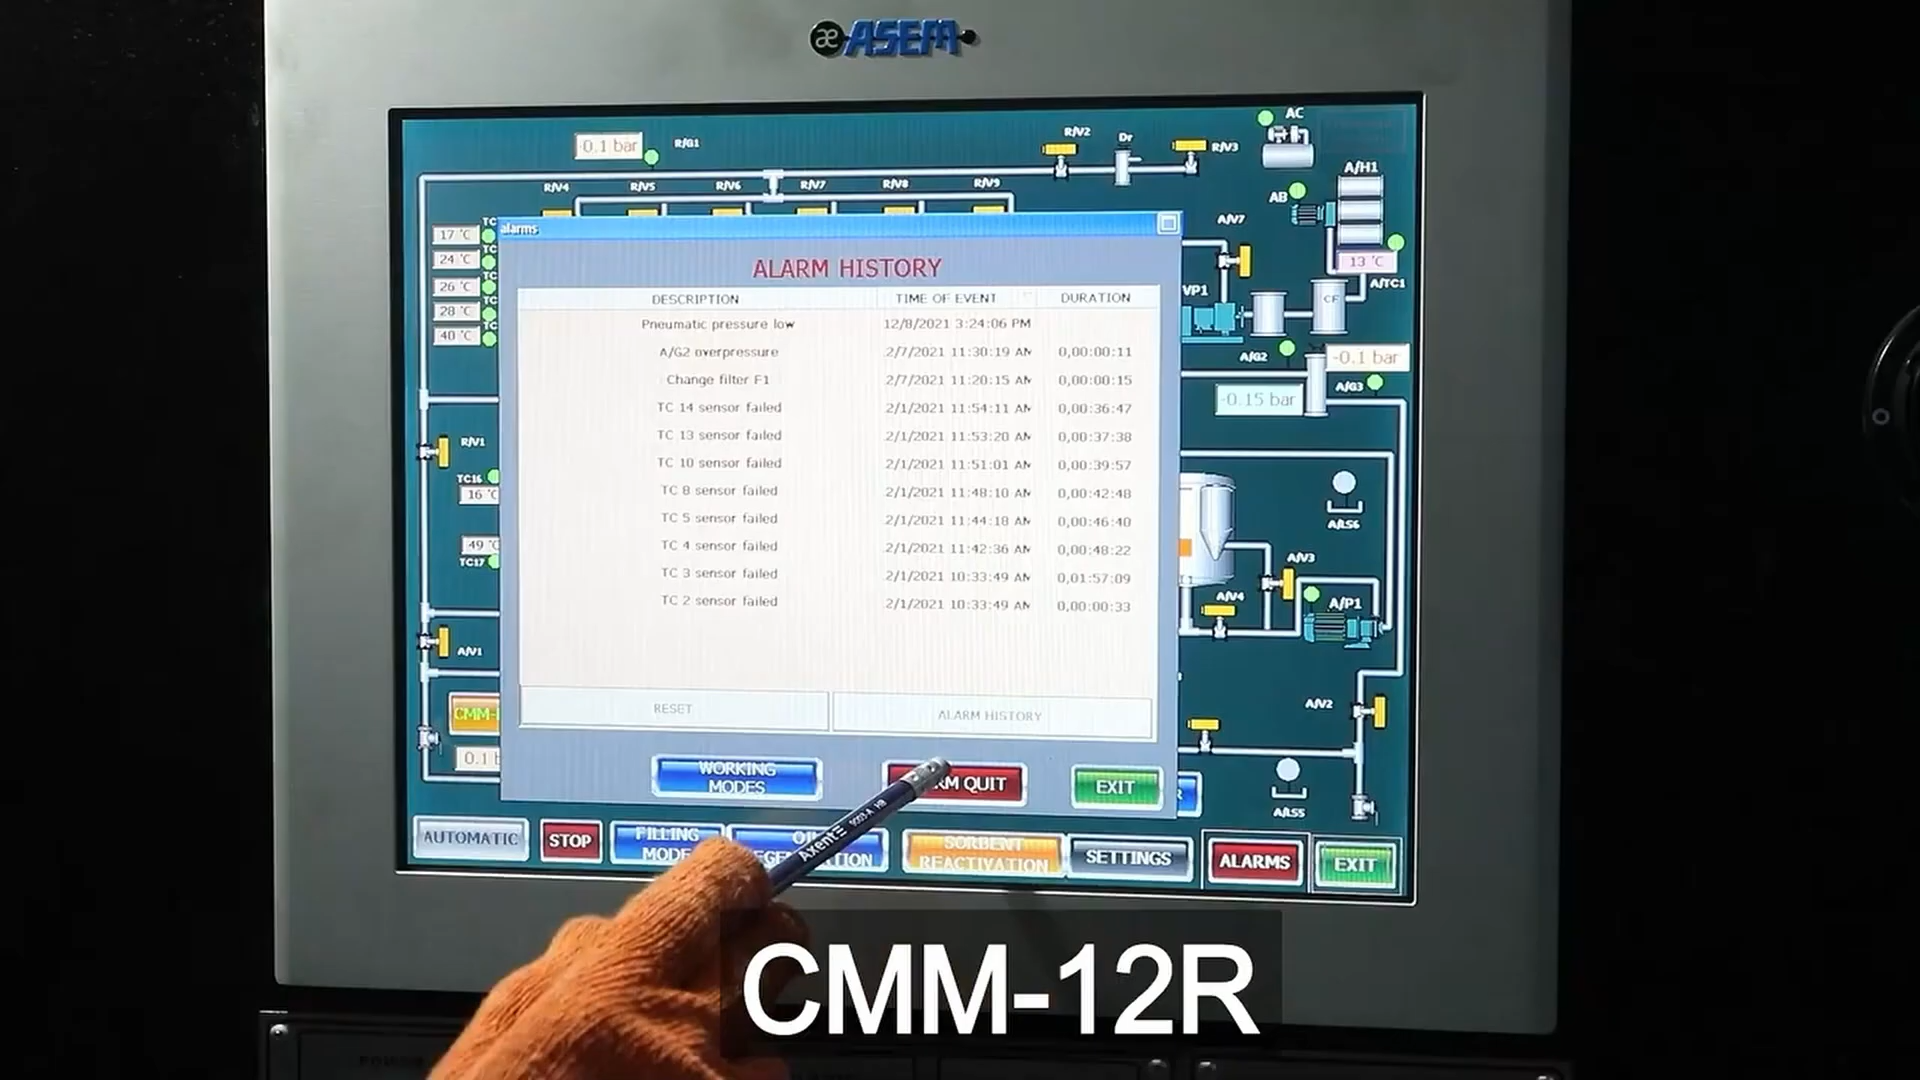 ASEM
AC
R/V2
Dr
R/V3
-0.1 bar
R/G1
A/H1
R/V4
R/V5
R/V6
R/V7
R/V8
R/V9
AB
A/V7
17 °C
24 °C
26 °C
28 °C
40 °C
13 °C
A/TC1
VP1
CF
A/G2
-0.1 bar
A/G3
-0.15 bar
alarms
ALARM HISTORY
DESCRIPTION TIME OF EVENT DURATION
Pneumatic pressure low 12/8/2021 3:24:06 PM
A/G2 overpressure 2/7/2021 11:30:19 AM 0,00:00:11
Change filter F1 2/7/2021 11:20:15 AM 0,00:00:15
TC 14 sensor failed 2/1/2021 11:54:11 AM 0,00:36:47
TC 13 sensor failed 2/1/2021 11:53:20 AM 0,00:37:38
TC 10 sensor failed 2/1/2021 11:51:01 AM 0,00:39:57
TC 8 sensor failed 2/1/2021 11:48:10 AM 0,00:42:48
TC 5 sensor failed 2/1/2021 11:44:18 AM 0,00:46:40
TC 4 sensor failed 2/1/2021 11:42:36 AM 0,00:48:22
TC 3 sensor failed 2/1/2021 10:33:49 AM 0,01:57:09
TC 2 sensor failed 2/1/2021 10:33:49 AM 0,00:00:33
RESET ALARM HISTORY
WORKING
MODES
RM QUIT
EXIT
R/V1
TC16
16 °C
49 °C
TC17
A/V1
CMM-
0.1 b
A/LS6
A/V3
A/V4
A/P1
A/V2
A/LS5
AUTOMATIC
STOP
FILLING
MODE
SORBENT
REACTIVATION
SETTINGS
ALARMS
EXIT
Axent
CMM-12R